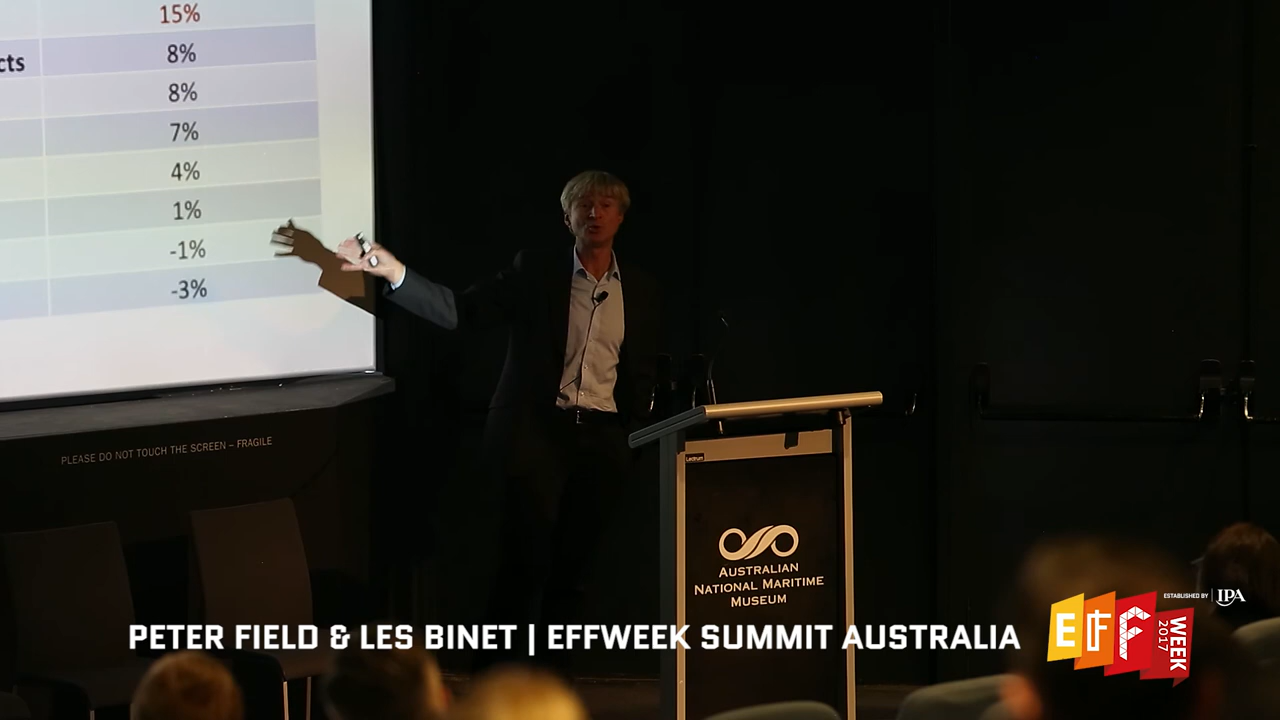 15%
cts
8%
8%
7%
4%
1%
-1%
-3%
PLEASE DO NOT TOUCH THE SCREEN – FRAGILE
Lectrum
AUSTRALIAN
NATIONAL MARITIME
MUSEUM
PETER FIELD & LES BINET | EFFWEEK SUMMIT AUSTRALIA
ESTABLISHED BY | IPA
EFF
WEEK
2017